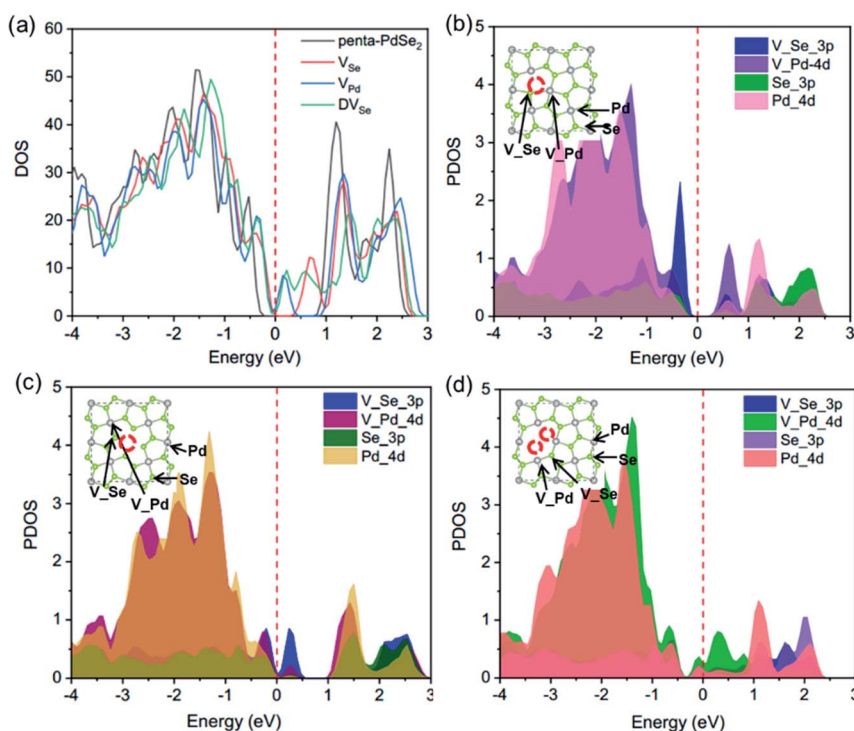 (a)
penta-PdSe2
VSe
VPd
DVSe
DOS
60
50
40
30
20
10
0
-4 -3 -2 -1 0 1 2 3
Energy (eV)
(b)
V_Se_3p
V_Pd-4d
Se_3p
Pd_4d
Pd
Se
V_Se V_Pd
PDOS
5
4
3
2
1
0
-4 -3 -2 -1 0 1 2 3
Energy (eV)
(c)
V_Se_3p
V_Pd_4d
Se_3p
Pd_4d
Pd
Se
V_Se
V_Pd
PDOS
5
4
3
2
1
0
-4 -3 -2 -1 0 1 2 3
Energy (eV)
(d)
V_Se_3p
V_Pd_4d
Se_3p
Pd_4d
Pd
Se
V_Se
V_Pd
PDOS
5
4
3
2
1
0
-4 -3 -2 -1 0 1 2 3
Energy (eV)